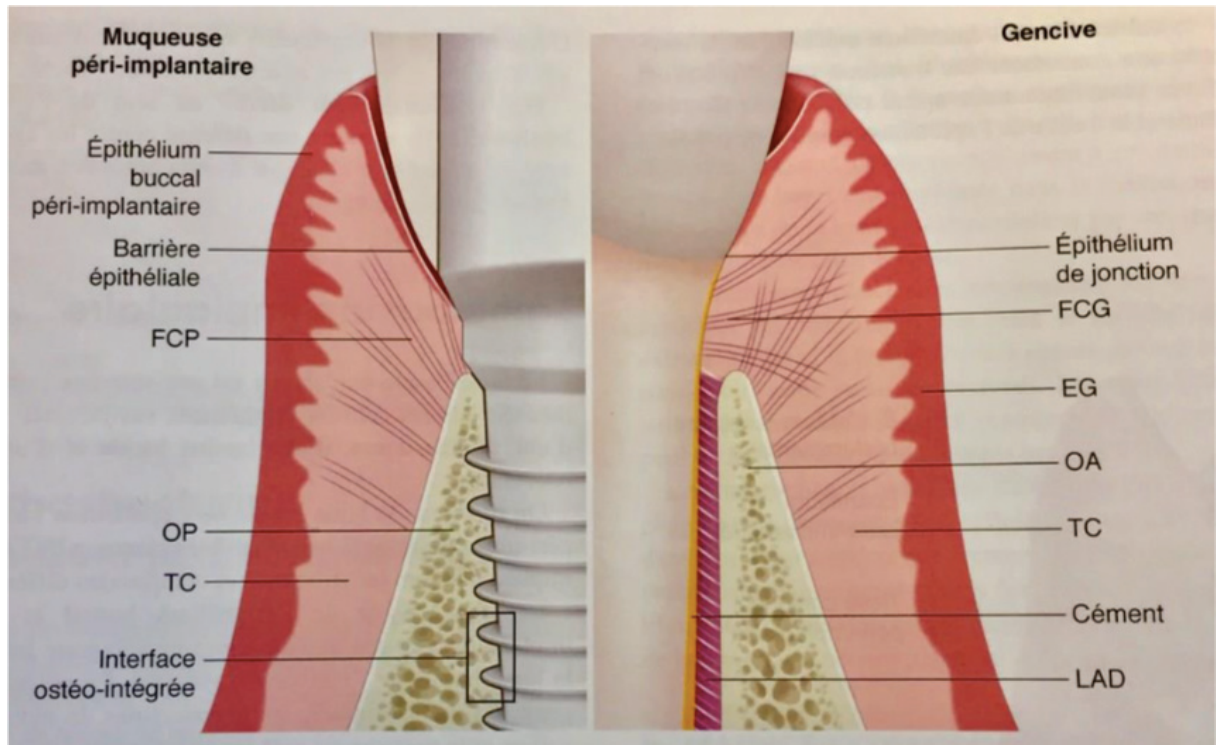 Muqueuse
péri-implantaire
Épithélium
buccal
péri-implantaire
Barrière
épithéliale
FCP
OP
TC
Interface
ostéo-intégrée
Gencive
Épithélium
de jonction
FCG
EG
OA
TC
Cément
LAD